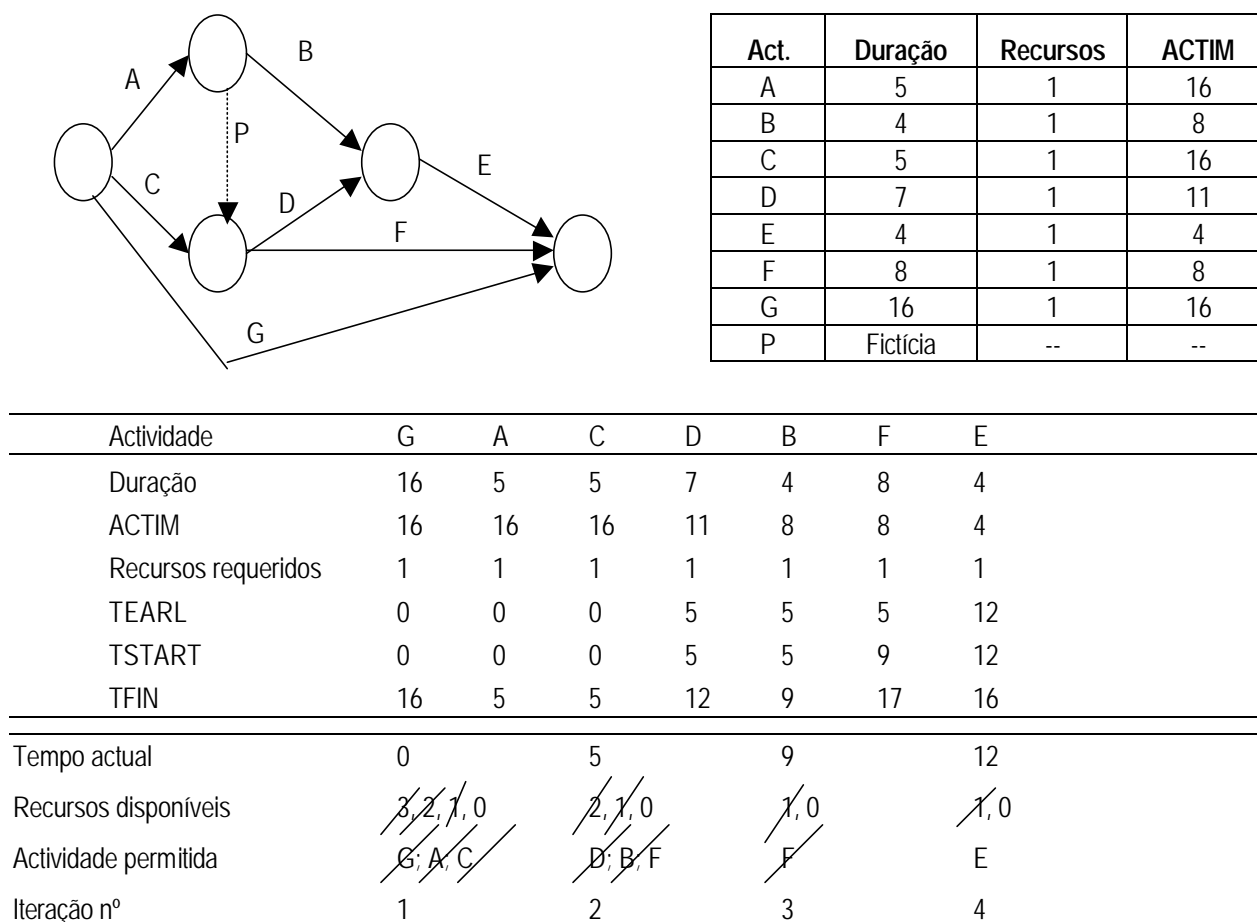 A
B
P
C
D
E
F
G
Act. Duração Recursos ACTIM
A 5 1 16
B 4 1 8
C 5 1 16
D 7 1 11
E 4 1 4
F 8 1 8
G 16 1 16
P Fictícia -- --
Actividade G A C D B F E
Duração 16 5 5 7 4 8 4
ACTIM 16 16 16 11 8 8 4
Recursos requeridos 1 1 1 1 1 1 1
TEARL 0 0 0 5 5 5 12
TSTART 0 0 0 5 5 9 12
TFIN 16 5 5 12 9 17 16
Tempo actual 0 5 9 12
Recursos disponíveis 3, 2, 1, 0 2, 1, 0 1, 0 1, 0
Actividade permitida G; A; C D; B; F F E
Iteração nº 1 2 3 4